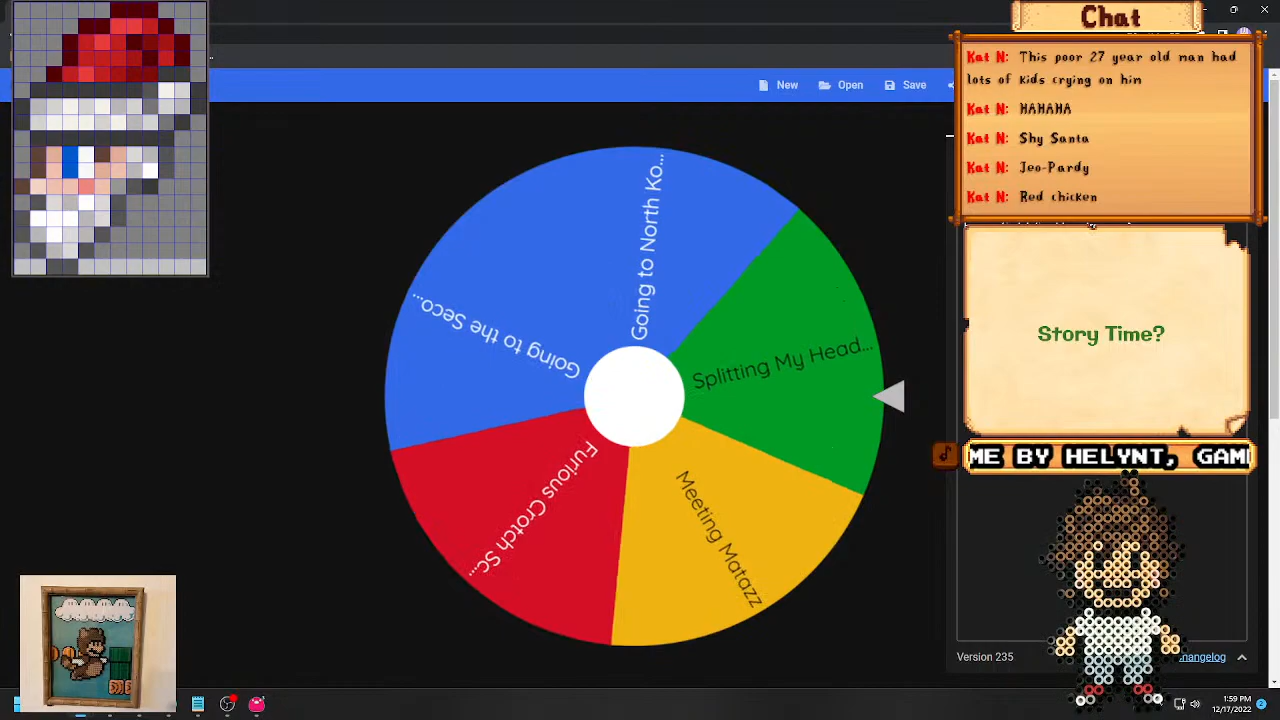 Chat
Kat N: This poor 27 year old man had
lots of kids crying on him
Kat N: HAHAHA
Kat N: Shy Santa
Kat N: Jeo-Pardy
Kat N: Red chicken
New
Open
Save
Going to North Ko...
Splitting My Head...
Going to the Seco...
Furious Crotch Sc...
Meeting Matazz
Story Time?
ME BY HELYNT, GAM
Version 235
hangelog
1:59 PM
12/17/2022